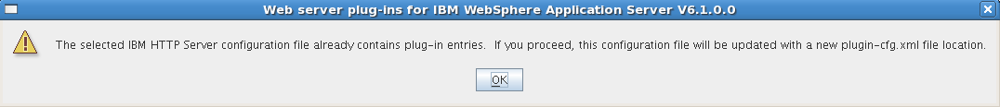 Web server plug-ins for IBM WebSphere Application Server V6.1.0.0
The selected IBM HTTP Server configuration file already contains plug-in entries.  If you proceed, this configuration file will be updated with a new plugin-cfg.xml file location.
OK